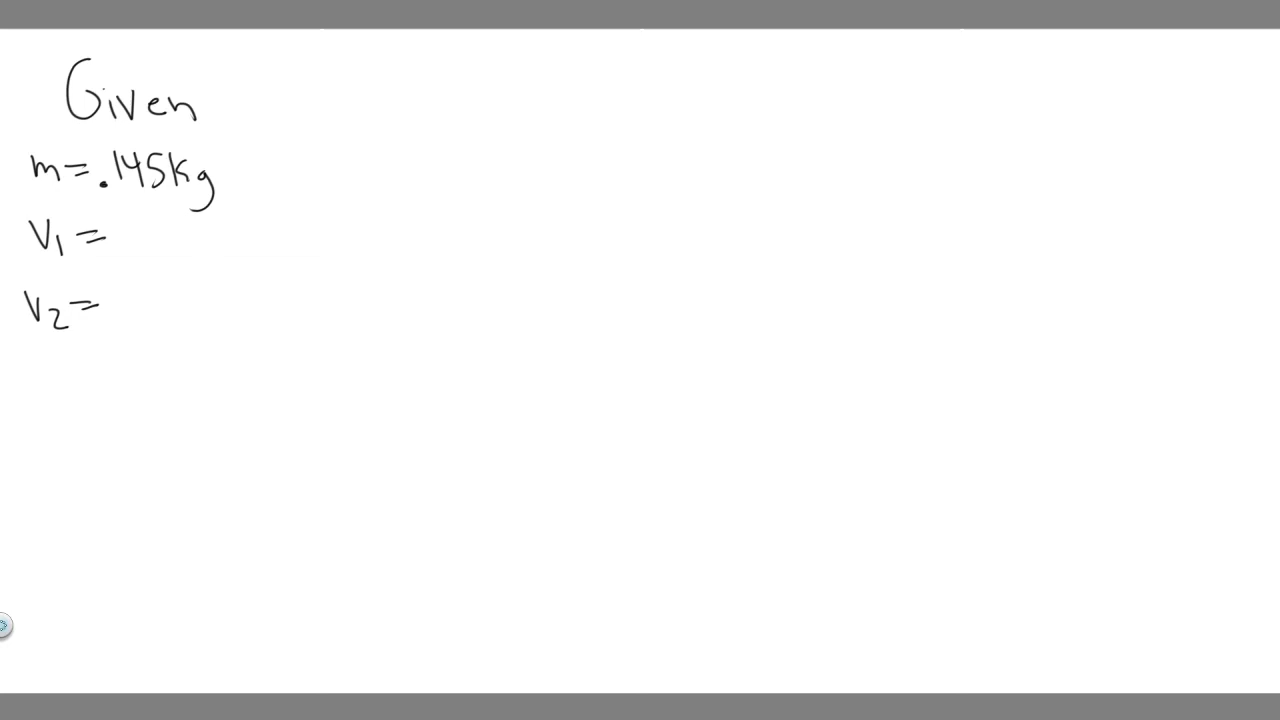 Given
m=.145kg
V₁=
V₂=